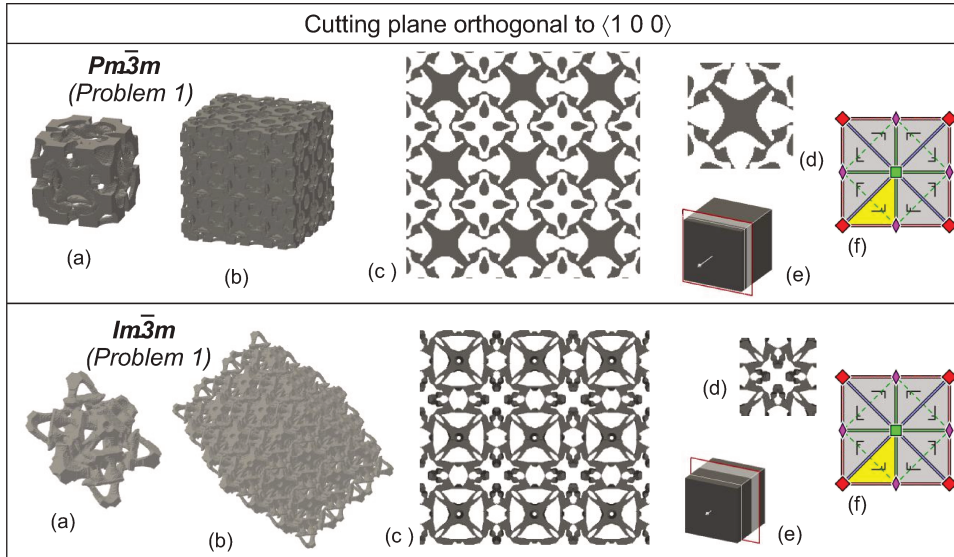 Cutting plane orthogonal to ⟨1 0 0⟩
Pm3̅m
(Problem 1)
(a)
(b)
(c )
(d)
(e)
(f)
Im3̅m
(Problem 1)
(a)
(b)
(c )
(d)
(e)
(f)